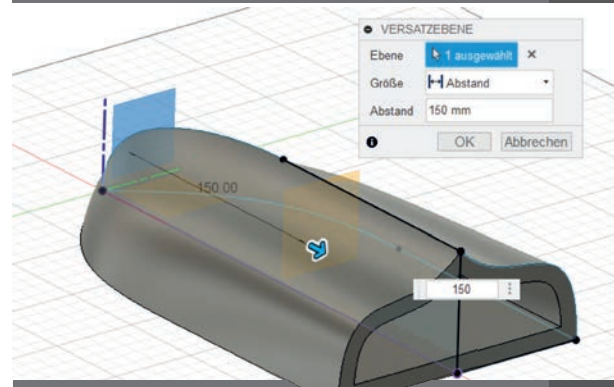 VERSATZEBENE
Ebene 1 ausgewählt
Größe Abstand
Abstand 150 mm
OK Abbrechen
150.00
150